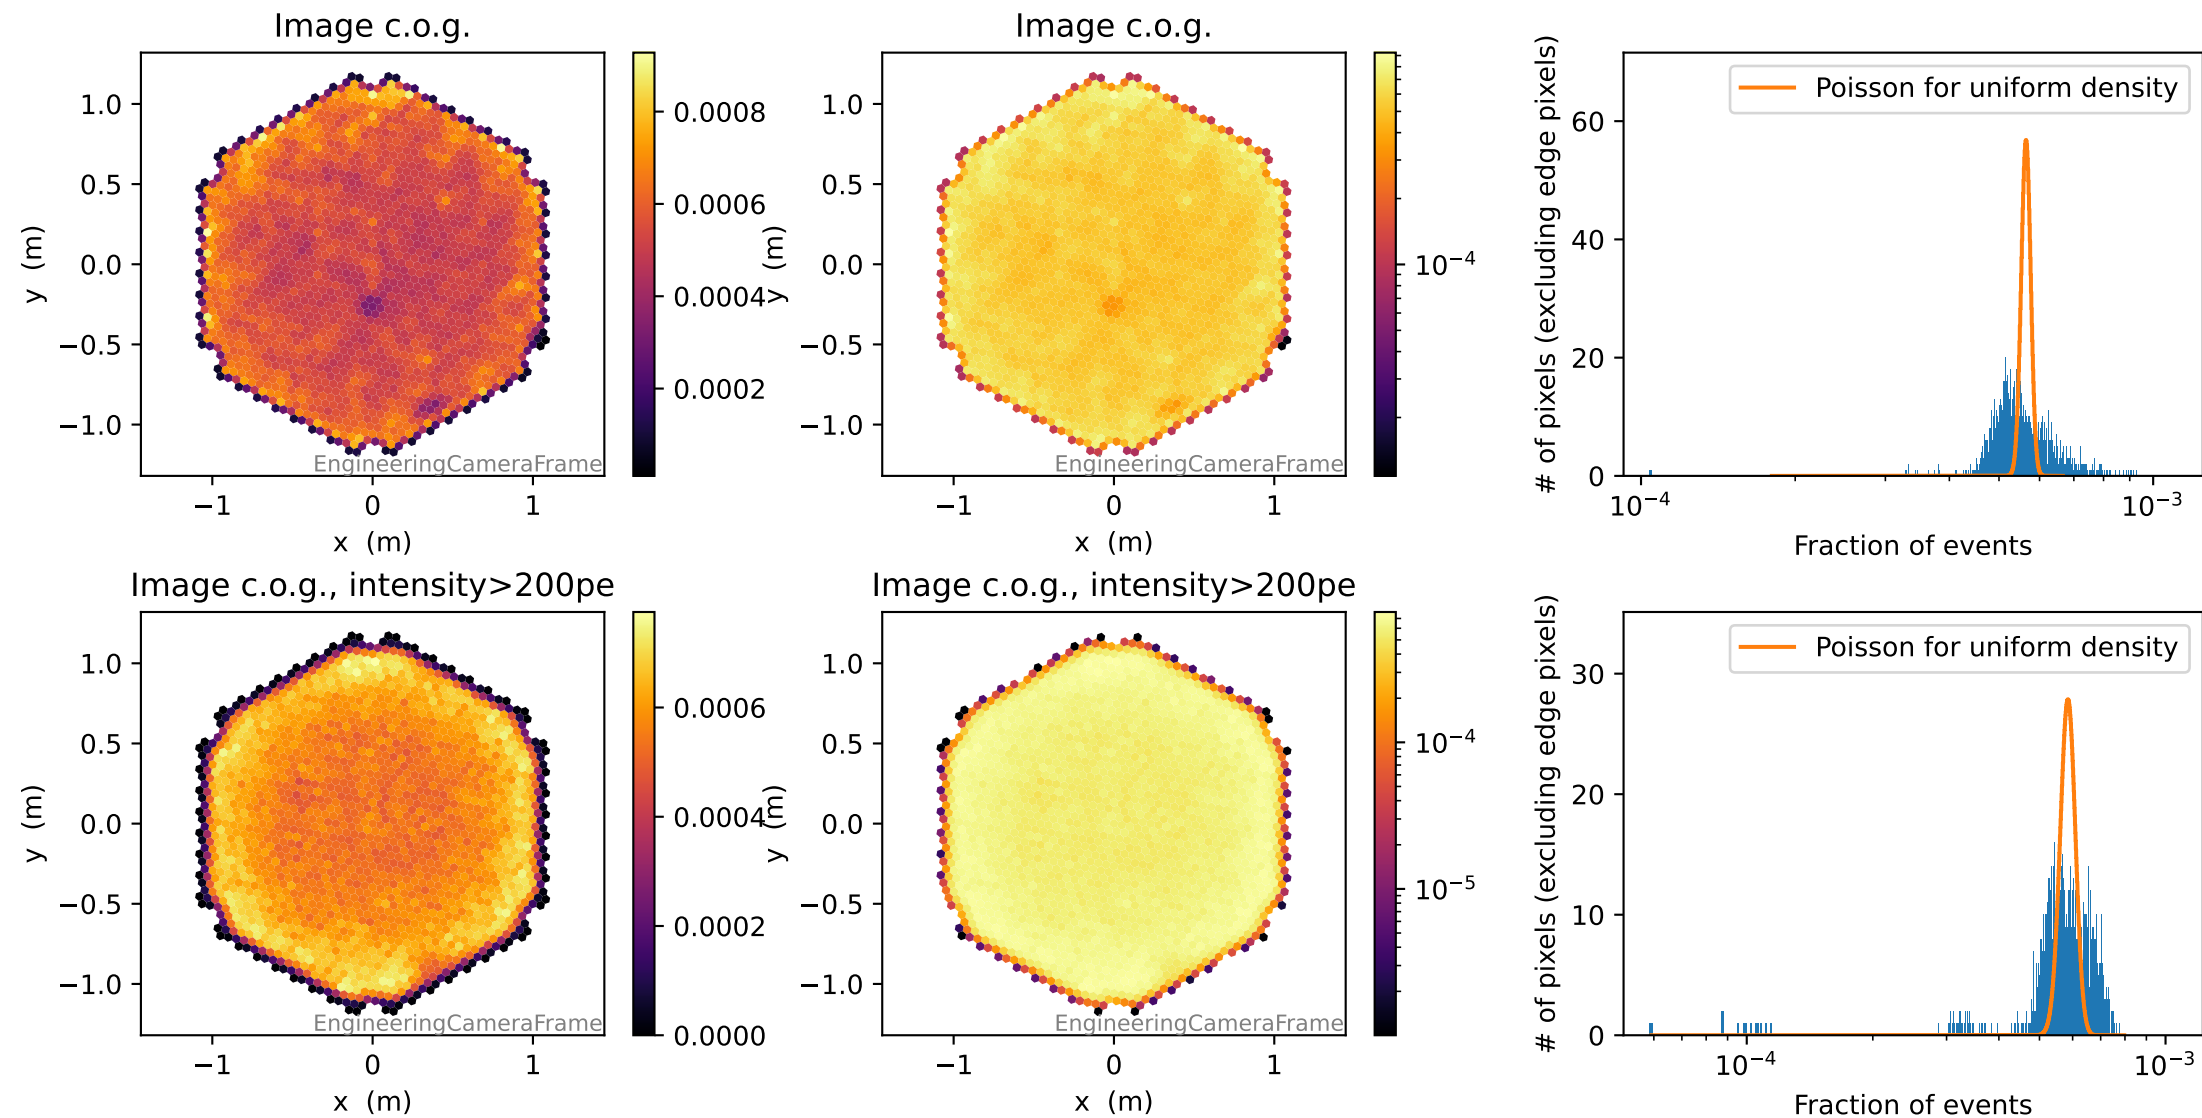 Image c.o.g.
1.0
0.5
0.0
−0.5
−1.0
y (m)
−1
0
1
x (m)
EngineeringCameraFrame
0.0008
0.0006
0.0004
0.0002
Image c.o.g.
1.0
0.5
0.0
−0.5
−1.0
y (m)
−1
0
1
x (m)
EngineeringCameraFrame
10⁻⁴
# of pixels (excluding edge pixels)
60
40
20
0
Poisson for uniform density
10⁻⁴
10⁻³
Fraction of events
Image c.o.g., intensity>200pe
1.0
0.5
0.0
−0.5
−1.0
y (m)
−1
0
1
x (m)
EngineeringCameraFrame
0.0006
0.0004
0.0002
0.0000
Image c.o.g., intensity>200pe
1.0
0.5
0.0
−0.5
−1.0
y (m)
−1
0
1
x (m)
EngineeringCameraFrame
10⁻⁴
10⁻⁵
# of pixels (excluding edge pixels)
30
20
10
0
Poisson for uniform density
10⁻⁴
10⁻³
Fraction of events